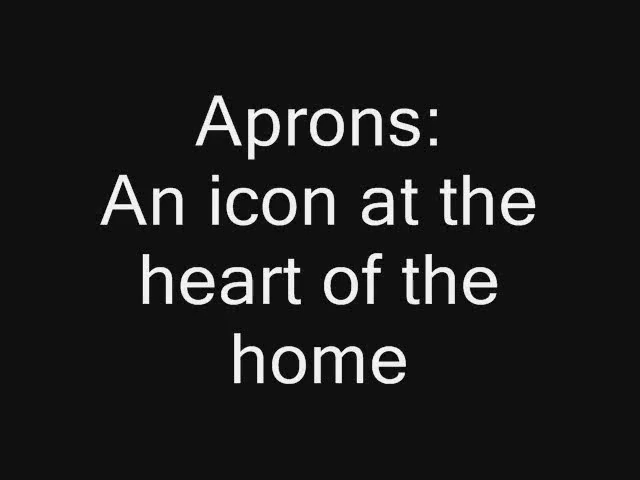 Aprons:
An icon at the
heart of the
home